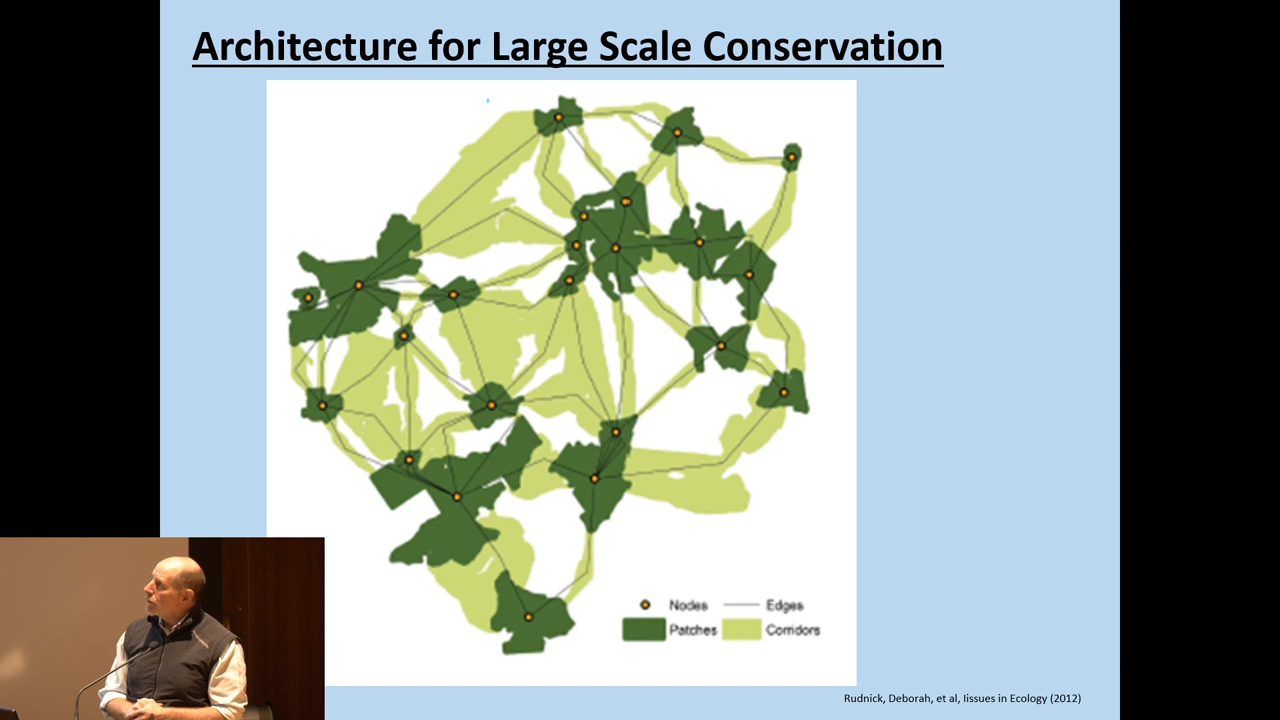 Architecture for Large Scale Conservation
Nodes
Edges
Patches
Corridors
Rudnick, Deborah, et al, Iissues in Ecology (2012)